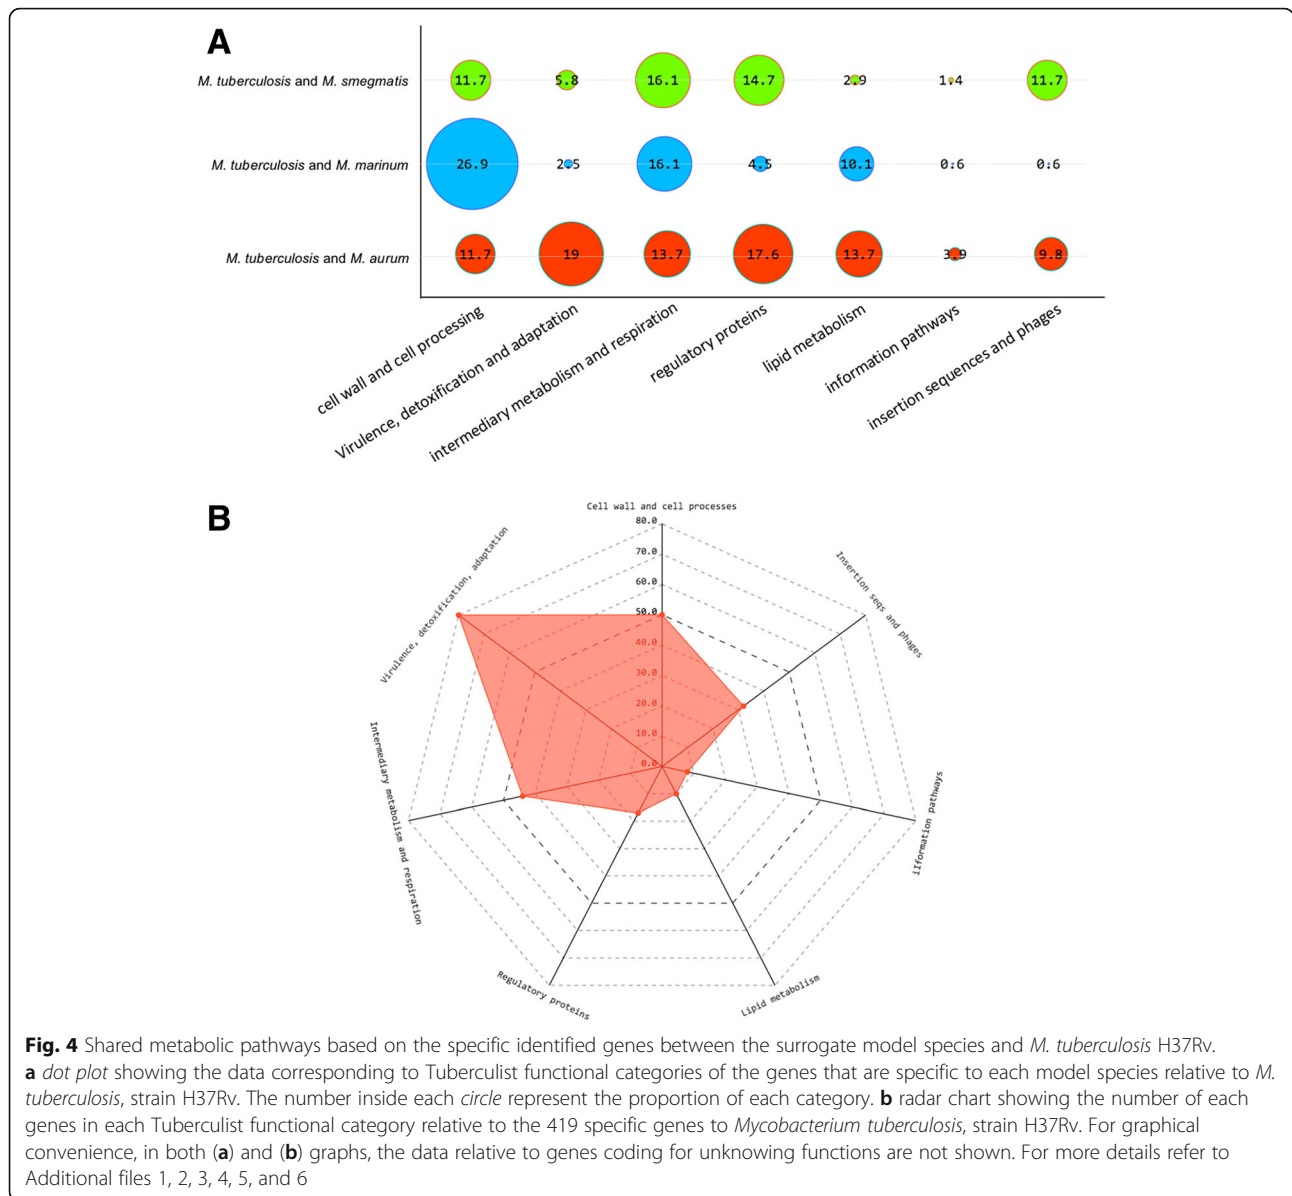 A
M. tuberculosis and M. smegmatis
11.7 5.8 16.1 14.7 2.9 1.4 11.7
M. tuberculosis and M. marinum
26.9 2.5 16.1 4.5 10.1 0.6 0.6
M. tuberculosis and M. aurum
11.7 19 13.7 17.6 13.7 3.9 9.8
cell wall and cell processing
Virulence, detoxification and adaptation
intermediary metabolism and respiration
regulatory proteins
lipid metabolism
information pathways
insertion sequences and phages
B
Cell wall and cell processes
80.0
70.0
60.0
50.0
40.0
30.0
20.0
10.0
0.0
Virulence, detoxification, adaptation
Insertion seqs and phages
Intermediary metabolism and respiration
iIformation pathways
Regulatory proteins
Lipid metabolism
Fig. 4 Shared metabolic pathways based on the specific identified genes between the surrogate model species and M. tuberculosis H37Rv.
a dot plot showing the data corresponding to Tuberculist functional categories of the genes that are specific to each model species relative to M.
tuberculosis, strain H37Rv. The number inside each circle represent the proportion of each category. b radar chart showing the number of each
genes in each Tuberculist functional category relative to the 419 specific genes to Mycobacterium tuberculosis, strain H37Rv. For graphical
convenience, in both (a) and (b) graphs, the data relative to genes coding for unknowing functions are not shown. For more details refer to
Additional files 1, 2, 3, 4, 5, and 6